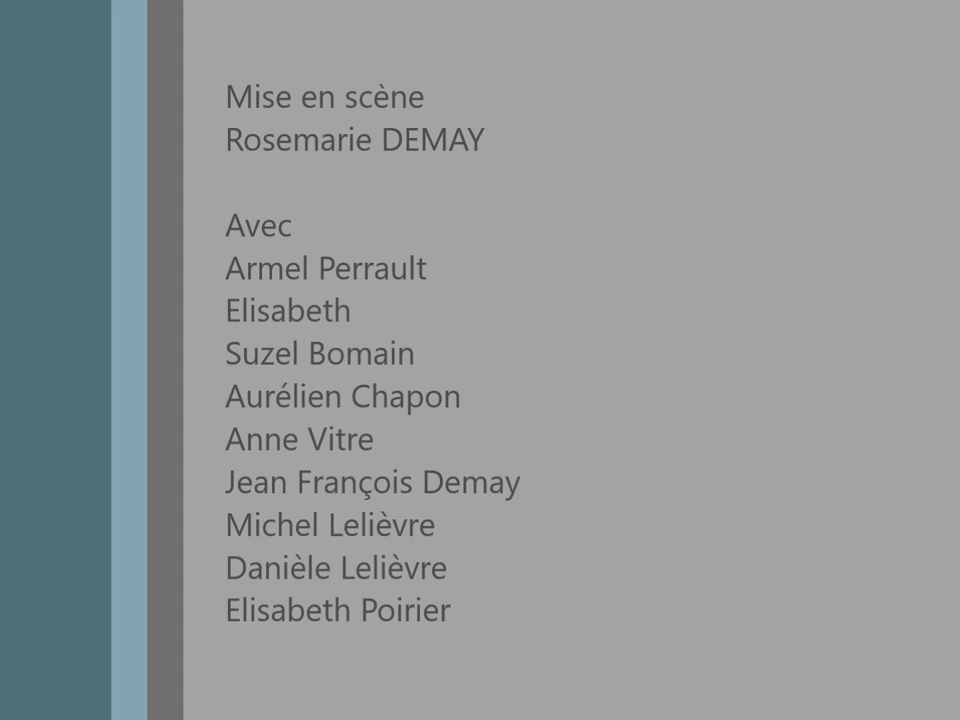 Mise en scène
Rosemarie DEMAY
Avec
Armel Perrault
Elisabeth
Suzel Bomain
Aurélien Chapon
Anne Vitre
Jean François Demay
Michel Lelièvre
Danièle Lelièvre
Elisabeth Poirier